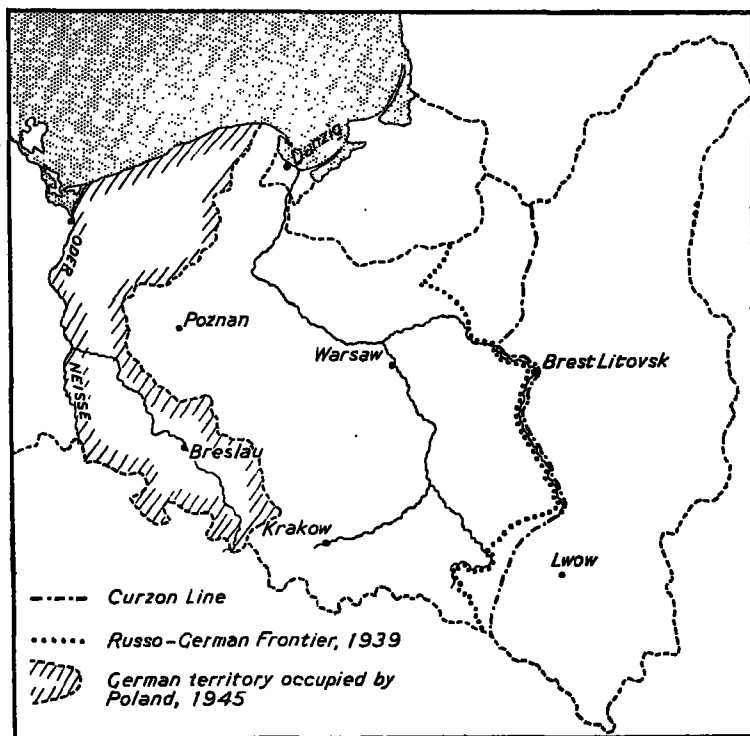 Danzig
ODER
Poznan
Warsaw
Brest Litovsk
NEISSE
Breslau
Krakow
Lwow
Curzon Line
Russo-German Frontier, 1939
German territory occupied by
Poland, 1945